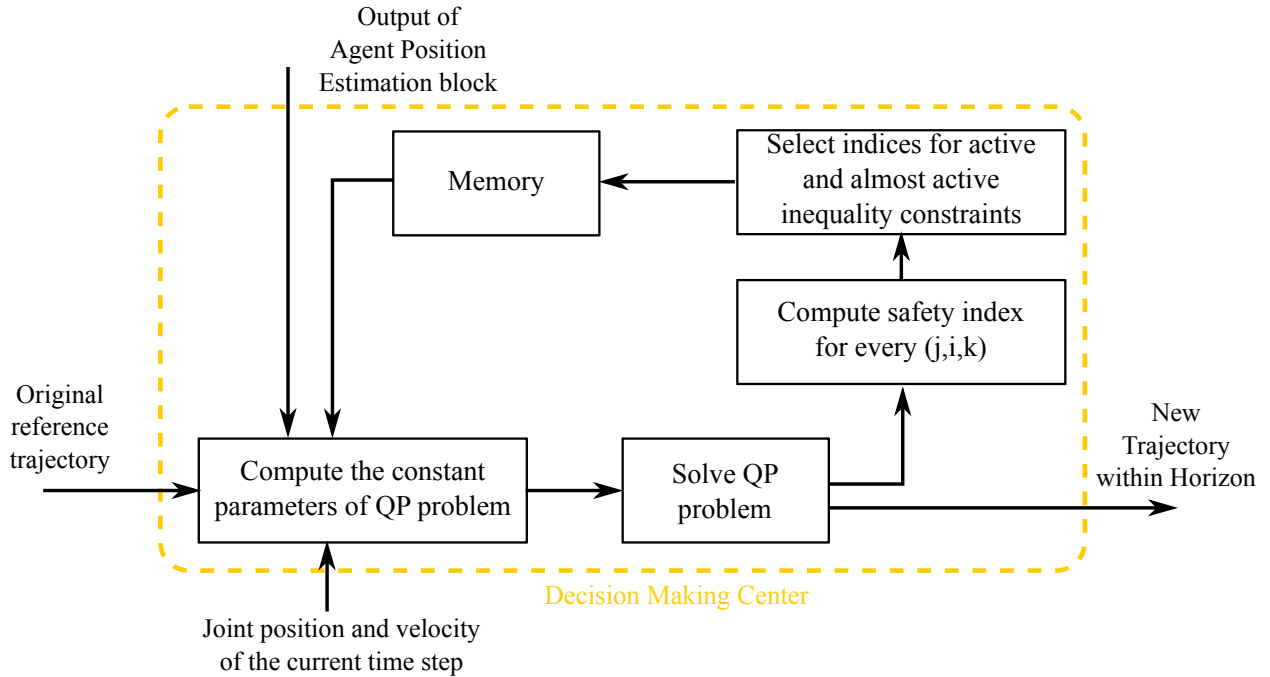 Output of
Agent Position
Estimation block
Memory
Select indices for active
and almost active
inequality constraints
Compute safety index
for every (j,i,k)
Original
reference
trajectory
Compute the constant
parameters of QP problem
Solve QP
problem
New
Trajectory
within Horizon
Decision Making Center
Joint position and velocity
of the current time step